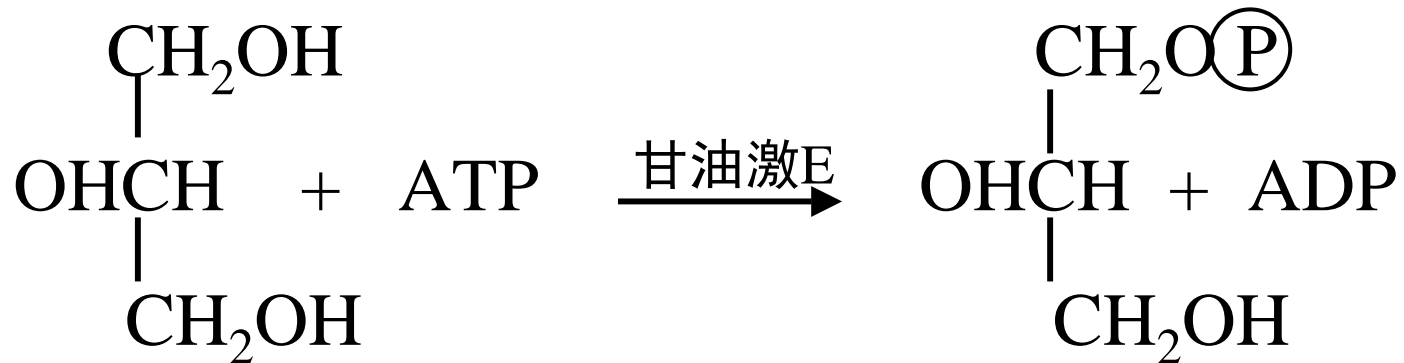 CH₂OH CH₂OⓅ
OHCH + ATP 甘油激E OHCH + ADP
CH₂OH CH₂OH